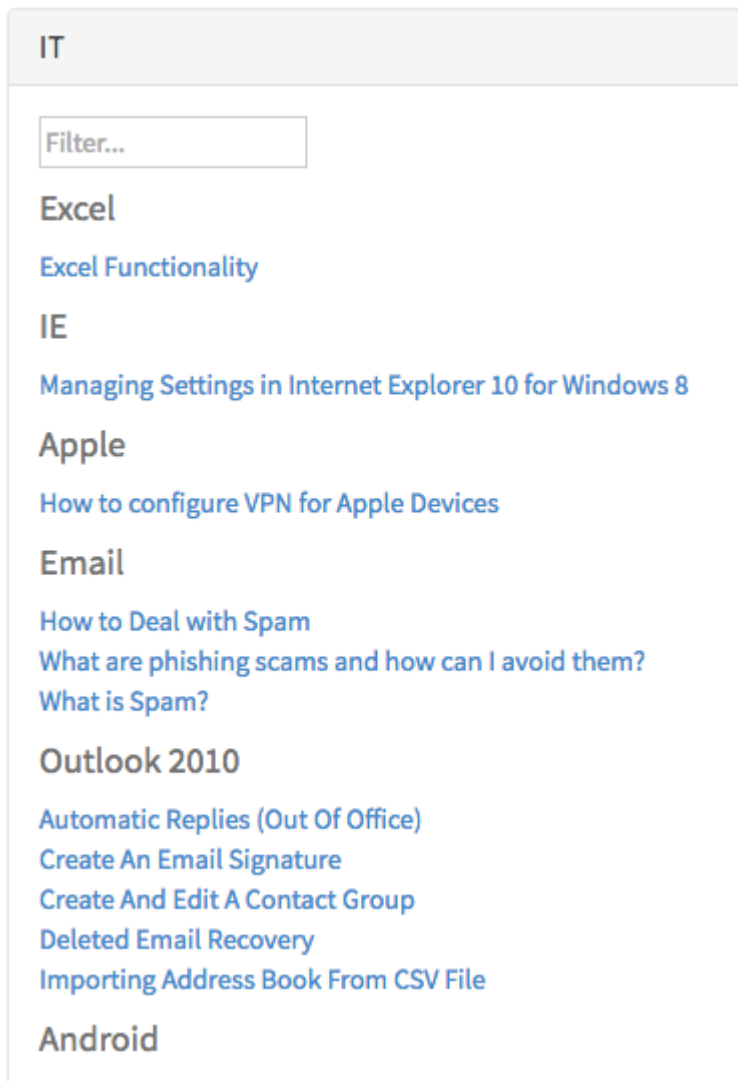 IT
Filter...
Excel
Excel Functionality
IE
Managing Settings in Internet Explorer 10 for Windows 8
Apple
How to configure VPN for Apple Devices
Email
How to Deal with Spam
What are phishing scams and how can I avoid them?
What is Spam?
Outlook 2010
Automatic Replies (Out Of Office)
Create An Email Signature
Create And Edit A Contact Group
Deleted Email Recovery
Importing Address Book From CSV File
Android